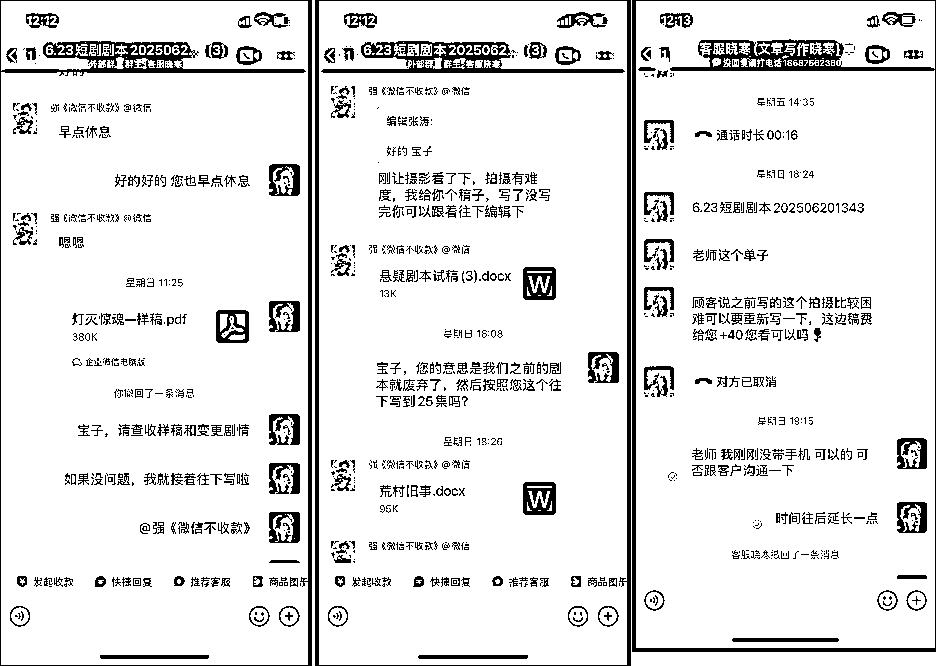 12:12
6.23短剧剧本2025062... (3)
外部群 群主:客服晓寒
好的
强《微信不收款》@微信
早点休息
好的好的 您也早点休息
强《微信不收款》@微信
嗯嗯
星期日 11:25
灯灭惊魂—样稿.pdf
380K
企业微信电脑版
你撤回了一条消息
宝子，请查收样稿和变更剧情
如果没问题，我就接着往下写啦
@强《微信不收款》
发起收款
快捷回复
推荐客服
商品图册
12:12
6.23短剧剧本2025062... (3)
外部群 群主:客服晓寒
强《微信不收款》@微信
编辑张涛:
好的 宝子
刚让摄影看了下，拍摄有难
度，我给你个稿子，写了没写
完你可以跟着往下编辑下
强《微信不收款》@微信
悬疑剧本试稿(3).docx
13K
星期日 16:08
宝子，您的意思是我们之前的剧
本就废弃了，然后按照您这个往
下写到25集吗?
星期日 18:26
强《微信不收款》@微信
荒村旧事.docx
95K
强《微信不收款》@微信
发起收款
快捷回复
推荐客服
商品图册
12:13
客服晓寒 (文章写作晓寒)
没回复请打电话
星期五 14:35
通话时长 00:16
星期日 18:24
6.23短剧剧本202506201343
老师这个单子
顾客说之前写的这个拍摄比较困
难可以要重新写一下，这边稿费
给您+40您看可以吗
对方已取消
星期日 19:15
老师 我刚刚没带手机 可以的 可
否跟客户沟通一下
时间往后延长一点
客服晓寒撤回了一条消息